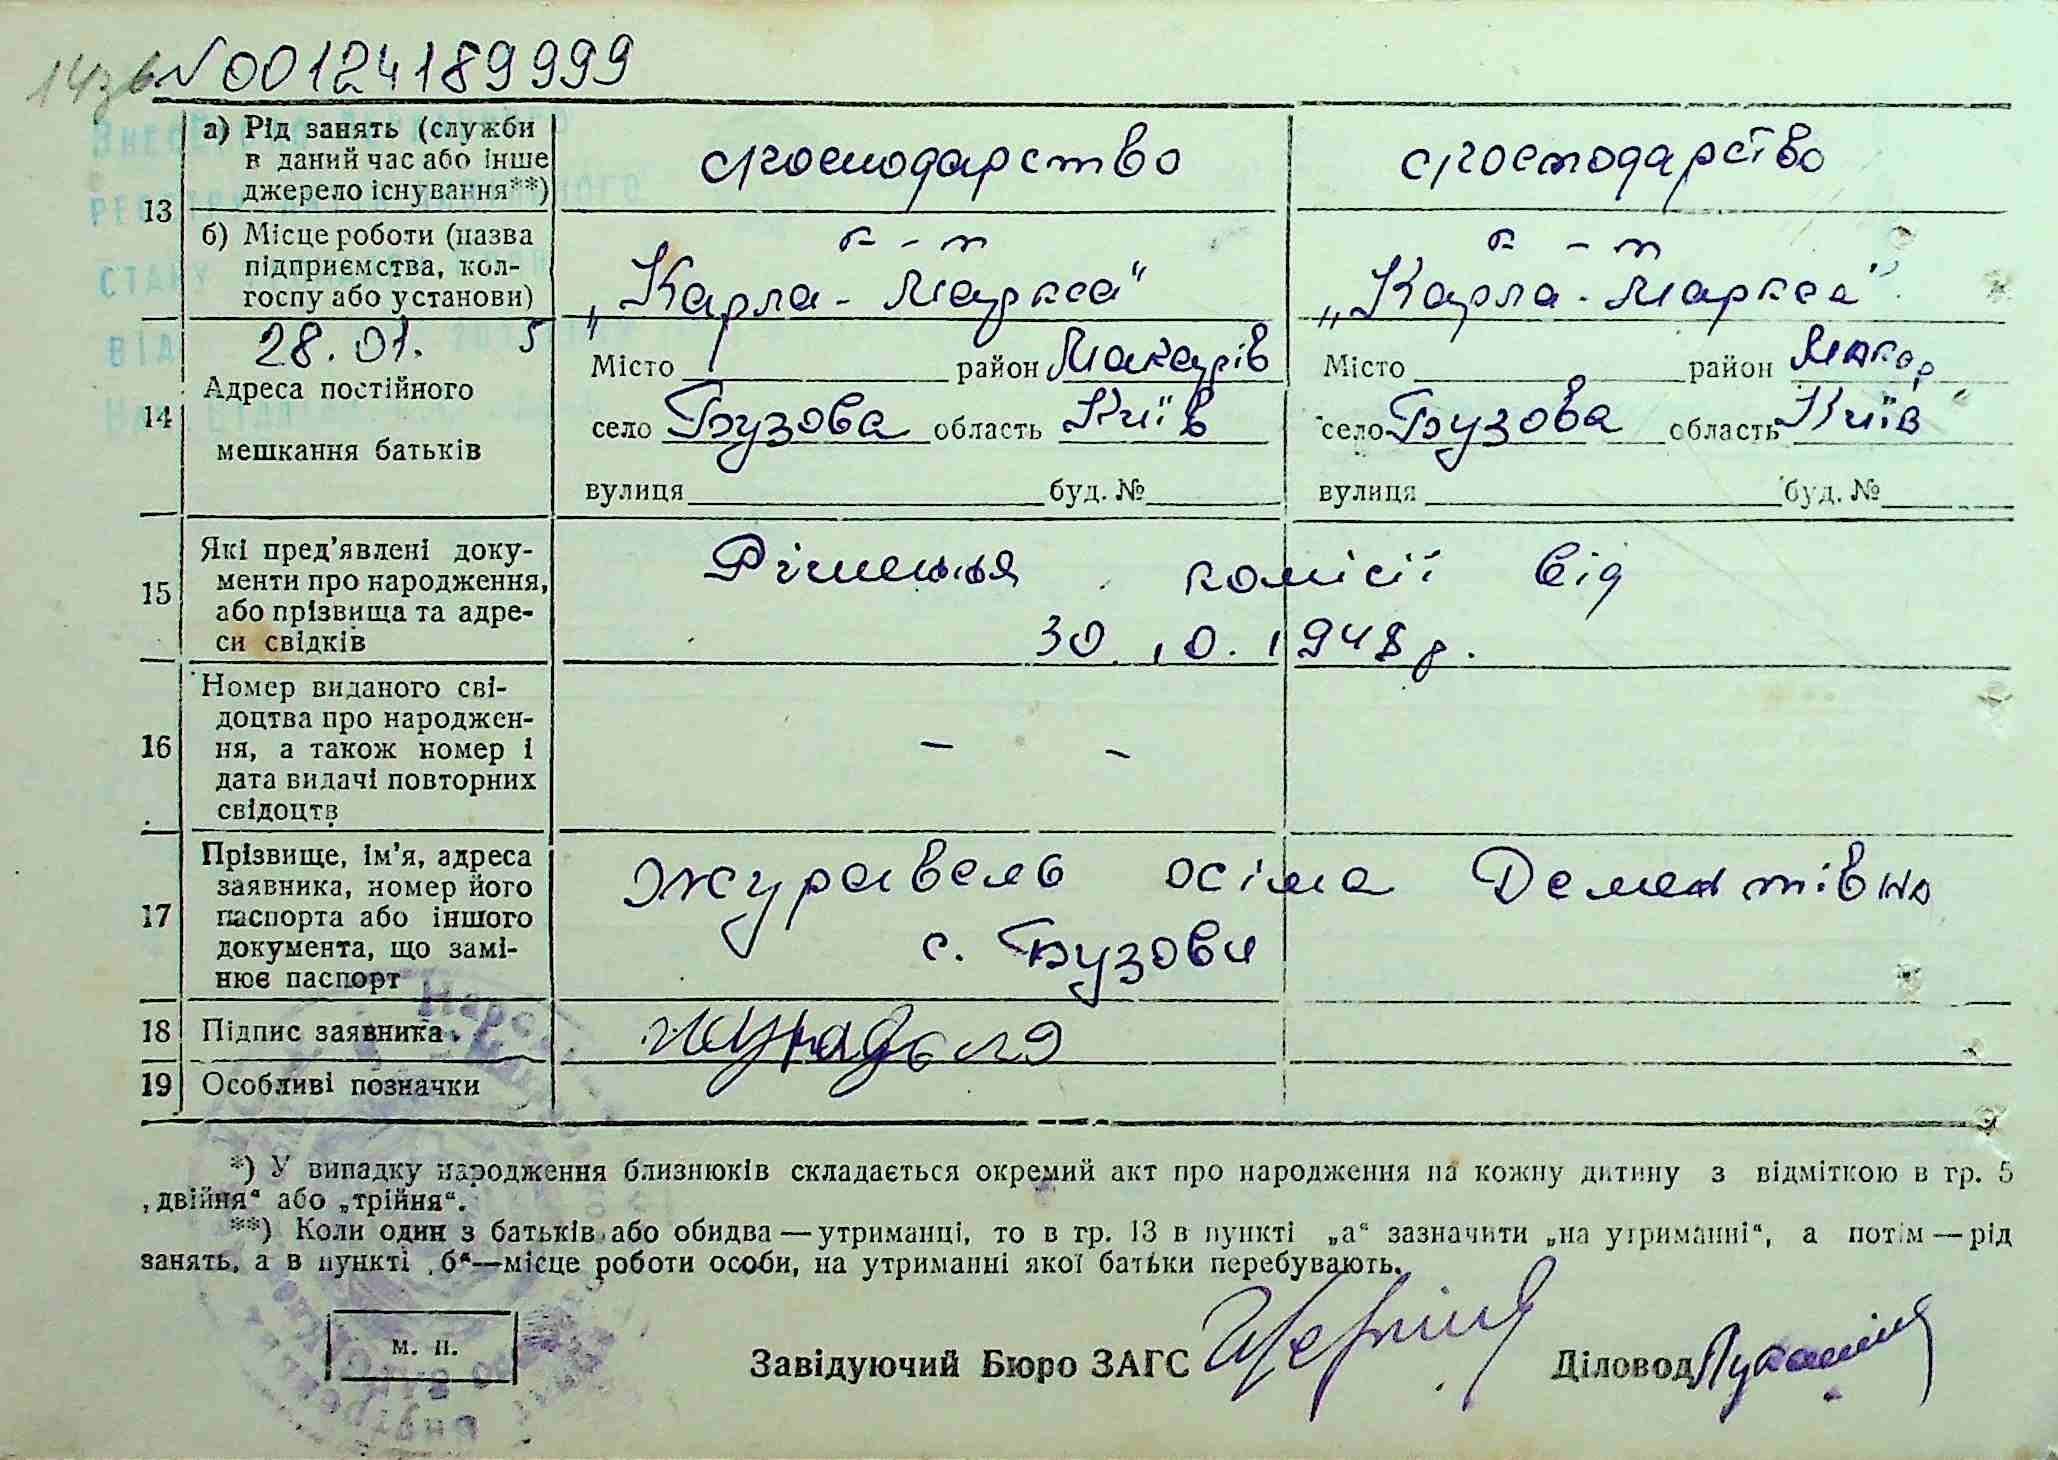 №00124189999
13 а) Рід занять (служби в даний час або інше джерело існування**)
с/господарство с/господарство
б) Місце роботи (назва підприємства, колгоспу або установи)
к-п к-п
„Карла-Маркса" „Карла-Маркса"
28.01. 5
14 Адреса постійного мешкання батьків
Місто район Макарів Місто район Макар
село Бузова область Київ село Бузова область Київ
вулиця буд. № вулиця буд. №
15 Які пред'явлені документи про народження, або прізвища та адреси свідків
Рішення комісії від
30.10.1948р.
16 Номер виданого свідоцтва про народження, а також номер і дата видачі повторних свідоцтв
– –
17 Прізвище, ім'я, адреса заявника, номер його паспорта або іншого документа, що замінює паспорт
Журавель Демантівна
с. Бузови
18 Підпис заявника
19 Особливі позначки
*) У випадку народження близнюків складається окремий акт про народження на кожну дитину з відміткою в гр. 5
„двійня“ або „трійня“.
**) Коли один з батьків або обидва — утриманці, то в гр. 13 в пункті „а“ зазначити „на утриманні“, а потім — рід
занять, а в пункті „б“—місце роботи особи, на утриманні якої батьки перебувають.
м. п.
Завідуючий Бюро ЗАГС Діловод